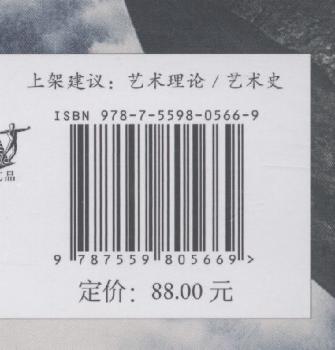 上架建议：艺术理论 / 艺术史
ISBN 978-7-5598-0566-9
品
9 787559 805669 >
定价：88.00 元